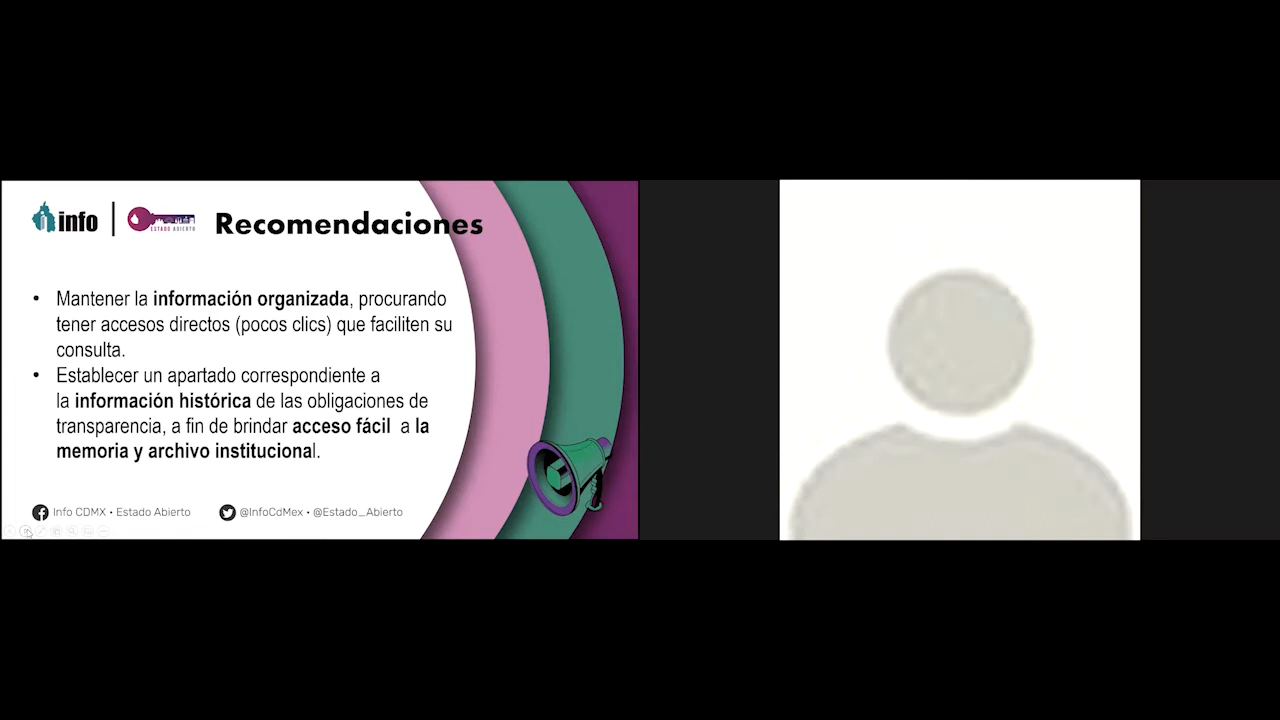 info
ESTADO ABIERTO
Recomendaciones
• Mantener la información organizada, procurando
tener accesos directos (pocos clics) que faciliten su
consulta.
• Establecer un apartado correspondiente a
la información histórica de las obligaciones de
transparencia, a fin de brindar acceso fácil a la
memoria y archivo institucional.
Info CDMX • Estado Abierto
@InfoCdMex • @Estado_Abierto